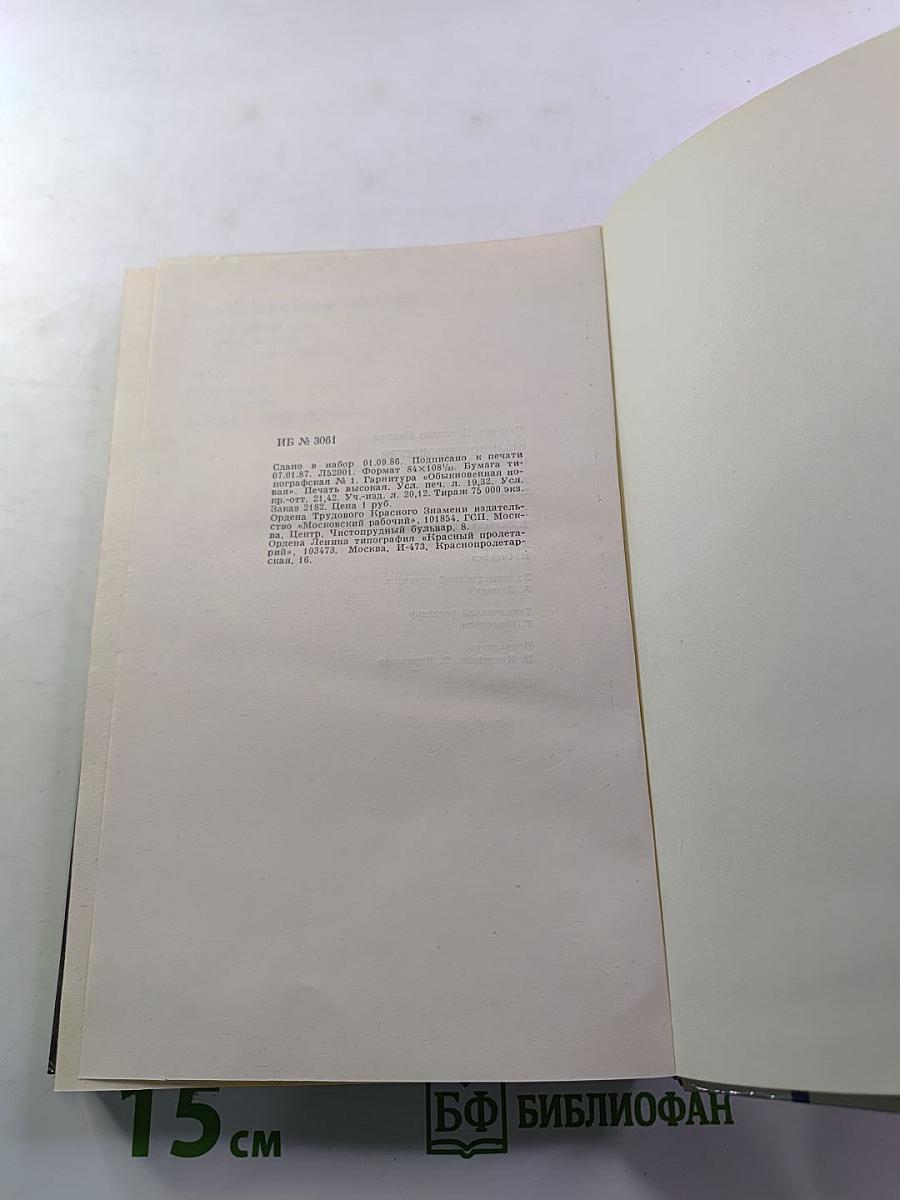 ИБ № 3061
Сдано в набор 01.09.86. Подписано к печати
07.01.87. Л52001. Формат 84×108¹/₃₂. Бумага ти-
пографская № 1. Гарнитура «Обыкновенная но-
вая». Печать высокая. Усл. печ. л. 19,32. Усл.
кр.-отт. 21,42. Уч.-изд. л. 20,12. Тираж 75 000 экз.
Заказ 2182. Цена 1 руб.
Ордена Трудового Красного Знамени издатель-
ство «Московский рабочий», 101854, ГСП, Моск-
ва, Центр, Чистопрудный бульвар, 8.
Ордена Ленина типография «Красный пролета-
рий», 103473, Москва, И-473, Краснопролетар-
ская, 16.
15 см
БФ БИБЛИОФАН